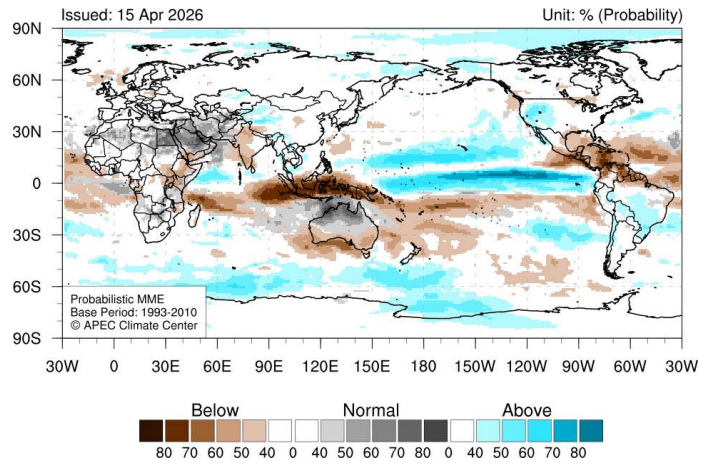 Issued: 15 Apr 2026 Unit: % (Probability)
90N
60N
30N
0
30S
60S
90S
Probabilistic MME
Base Period: 1993-2010
© APEC Climate Center
30W 0 30E 60E 90E 120E 150E 180 150W 120W 90W 60W 30W
Below Normal Above
80 70 60 50 40 0 40 50 60 70 80 0 40 50 60 70 80